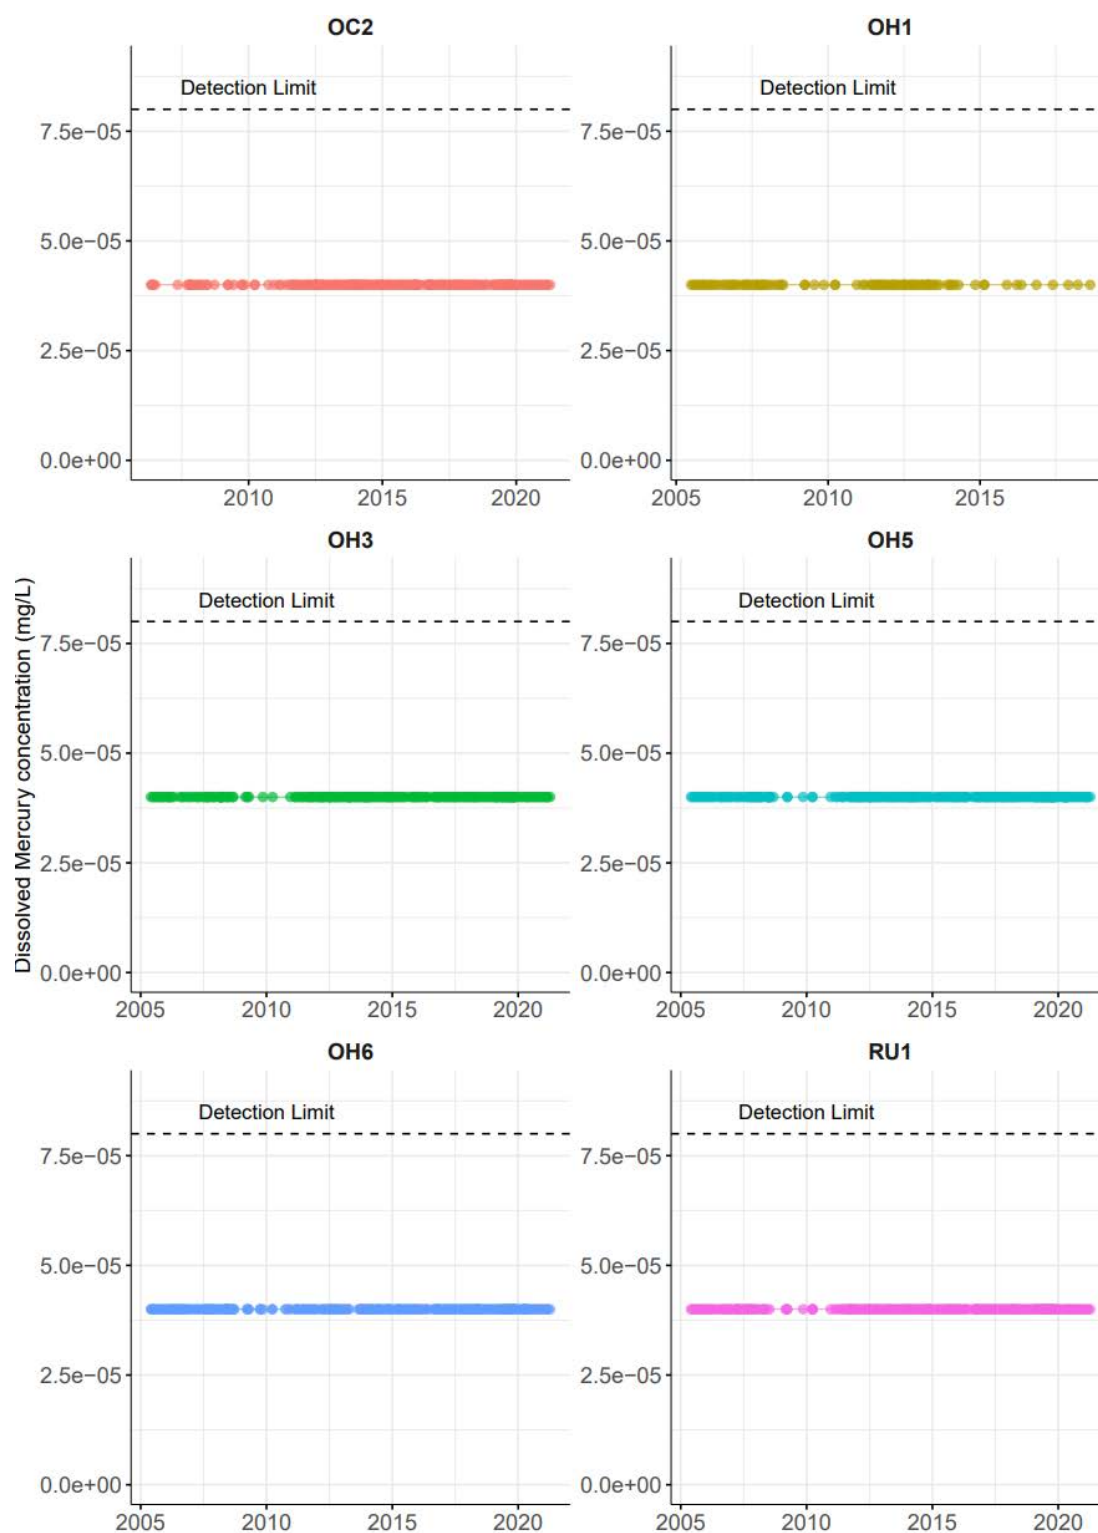 OC2
Detection Limit
7.5e−05
5.0e−05
2.5e−05
0.0e+00
2010 2015 2020
OH1
Detection Limit
7.5e−05
5.0e−05
2.5e−05
0.0e+00
2005 2010 2015
Dissolved Mercury concentration (mg/L)
OH3
Detection Limit
7.5e−05
5.0e−05
2.5e−05
0.0e+00
2005 2010 2015 2020
OH5
Detection Limit
7.5e−05
5.0e−05
2.5e−05
0.0e+00
2005 2010 2015 2020
OH6
Detection Limit
7.5e−05
5.0e−05
2.5e−05
0.0e+00
2005 2010 2015 2020
RU1
Detection Limit
7.5e−05
5.0e−05
2.5e−05
0.0e+00
2005 2010 2015 2020